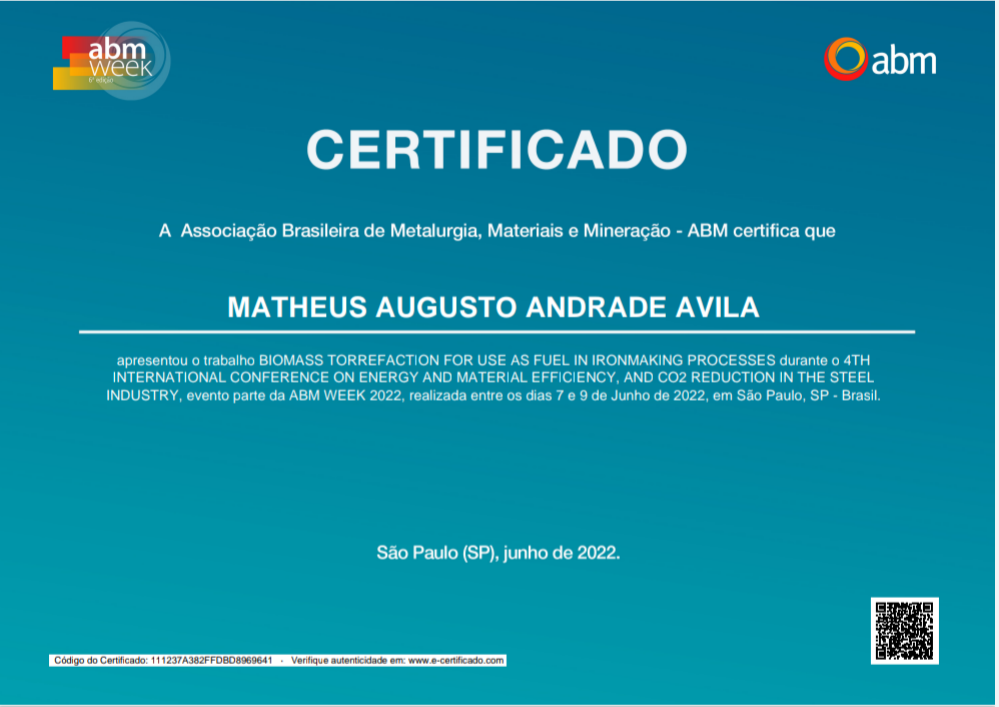 abm
week
6ª edição
abm
CERTIFICADO
A Associação Brasileira de Metalurgia, Materiais e Mineração - ABM certifica que
MATHEUS AUGUSTO ANDRADE AVILA
apresentou o trabalho BIOMASS TORREFACTION FOR USE AS FUEL IN IRONMAKING PROCESSES durante o 4TH
INTERNATIONAL CONFERENCE ON ENERGY AND MATERIAL EFFICIENCY, AND CO2 REDUCTION IN THE STEEL
INDUSTRY, evento parte da ABM WEEK 2022, realizada entre os dias 7 e 9 de Junho de 2022, em São Paulo, SP - Brasil.
São Paulo (SP), junho de 2022.
Código do Certificado: 111237A382FFDBD8969641 - Verifique autenticidade em: www.e-certificado.com